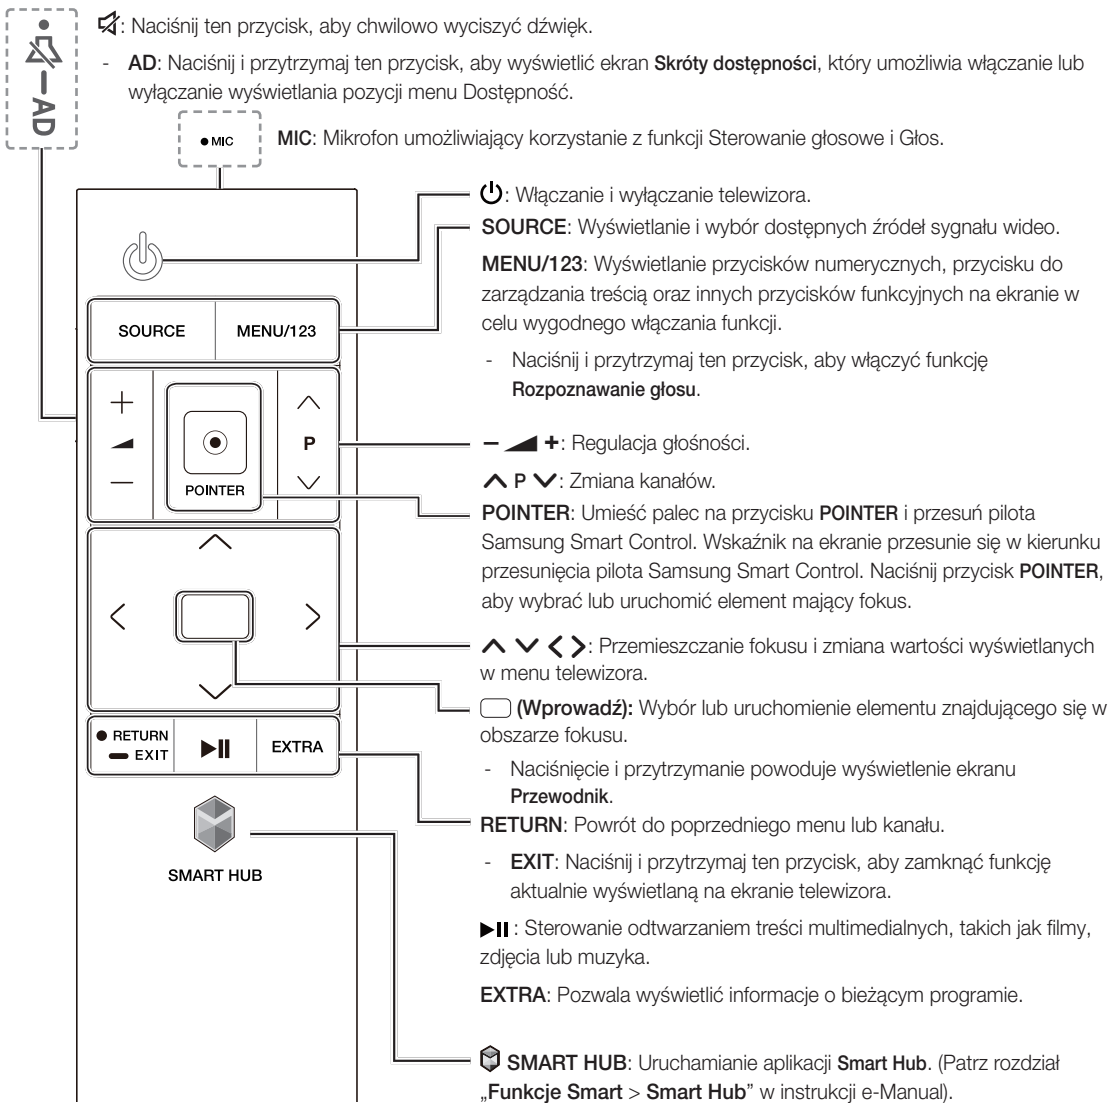 AD
: Naciśnij ten przycisk, aby chwilowo wyciszyć dźwięk.
- AD: Naciśnij i przytrzymaj ten przycisk, aby wyświetlić ekran Skróty dostępności, który umożliwia włączanie lub
wyłączanie wyświetlania pozycji menu Dostępność.
MIC
MIC: Mikrofon umożliwiający korzystanie z funkcji Sterowanie głosowe i Głos.
: Włączanie i wyłączanie telewizora.
SOURCE: Wyświetlanie i wybór dostępnych źródeł sygnału wideo.
MENU/123: Wyświetlanie przycisków numerycznych, przycisku do
zarządzania treścią oraz innych przycisków funkcyjnych na ekranie w
celu wygodnego włączania funkcji.
- Naciśnij i przytrzymaj ten przycisk, aby włączyć funkcję
Rozpoznawanie głosu.
SOURCE
MENU/123
+
P
—
POINTER
− +: Regulacja głośności.
P : Zmiana kanałów.
POINTER: Umieść palec na przycisku POINTER i przesuń pilota
Samsung Smart Control. Wskaźnik na ekranie przesunie się w kierunku
przesunięcia pilota Samsung Smart Control. Naciśnij przycisk POINTER,
aby wybrać lub uruchomić element mający fokus.
: Przemieszczanie fokusu i zmiana wartości wyświetlanych
w menu telewizora.
(Wprowadź): Wybór lub uruchomienie elementu znajdującego się w
obszarze fokusu.
- Naciśnięcie i przytrzymanie powoduje wyświetlenie ekranu
Przewodnik.
RETURN
EXIT
EXTRA
RETURN: Powrót do poprzedniego menu lub kanału.
- EXIT: Naciśnij i przytrzymaj ten przycisk, aby zamknąć funkcję
aktualnie wyświetlaną na ekranie telewizora.
SMART HUB
: Sterowanie odtwarzaniem treści multimedialnych, takich jak filmy,
zdjęcia lub muzyka.
EXTRA: Pozwala wyświetlić informacje o bieżącym programie.
SMART HUB: Uruchamianie aplikacji Smart Hub. (Patrz rozdział
„Funkcje Smart > Smart Hub” w instrukcji e-Manual).